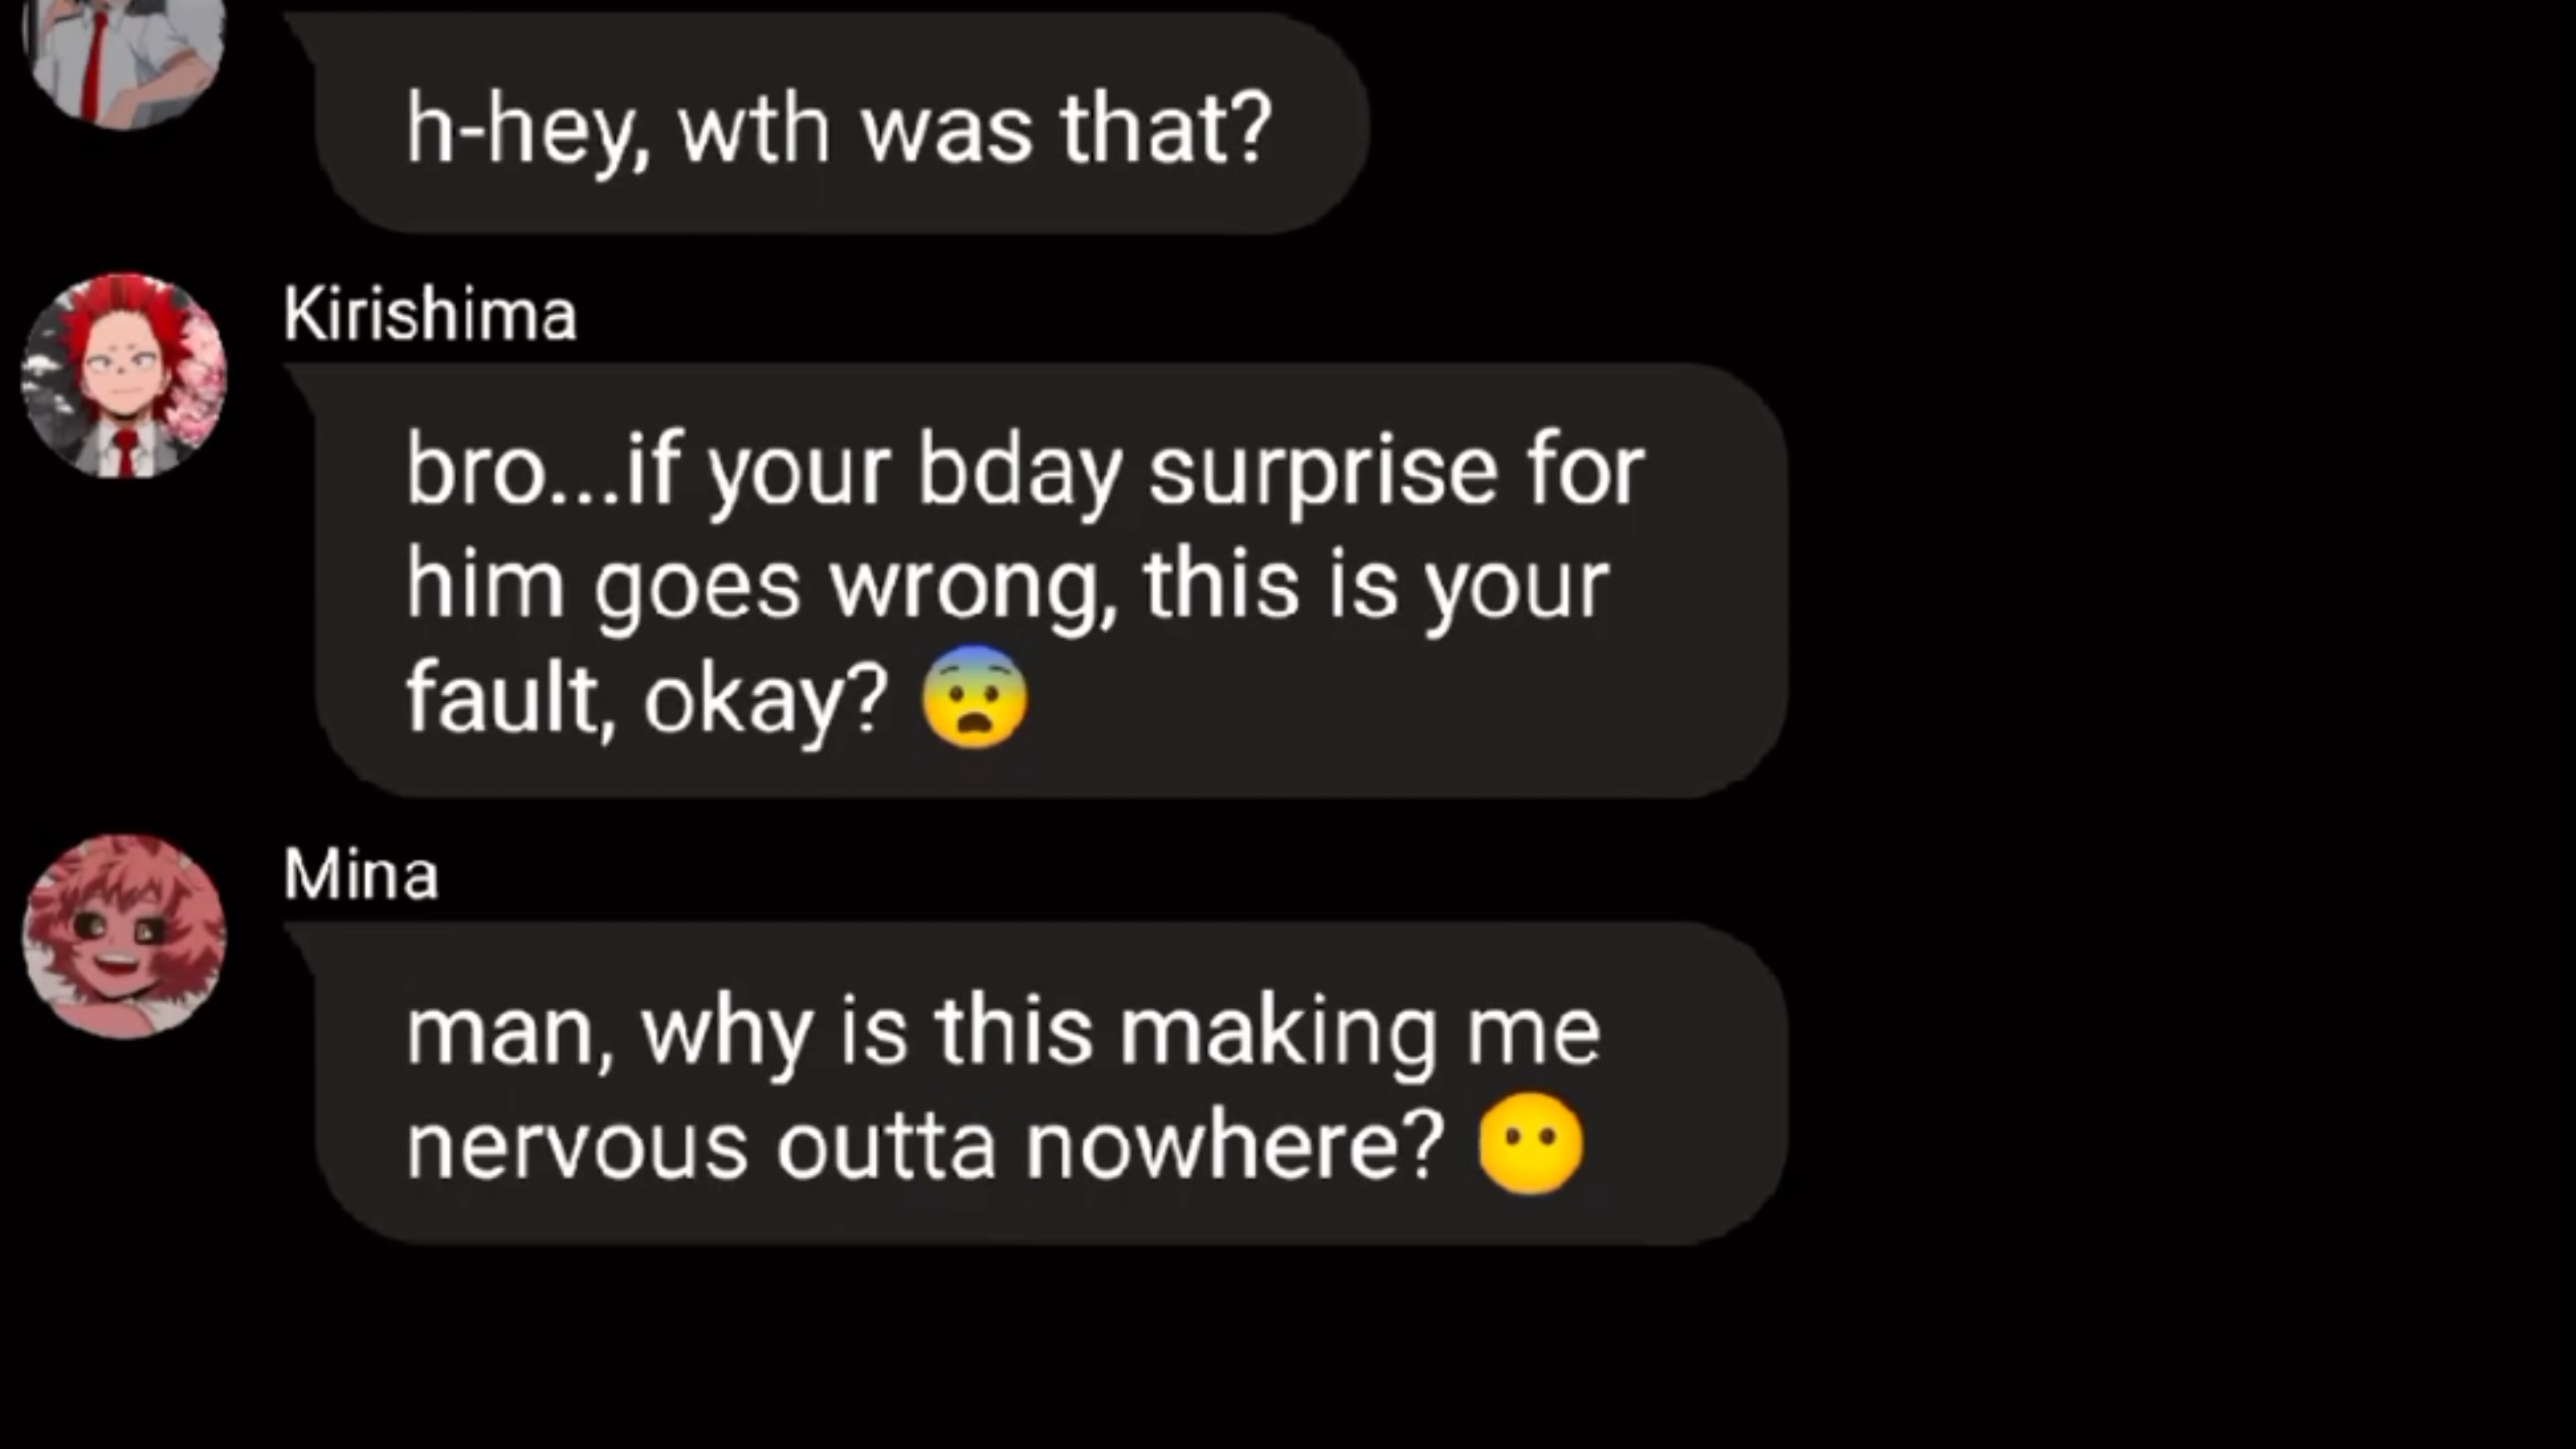 h-hey, wth was that?
Kirishima
bro...if your bday surprise for
him goes wrong, this is your
fault, okay? 😨
Mina
man, why is this making me
nervous outta nowhere? 😶